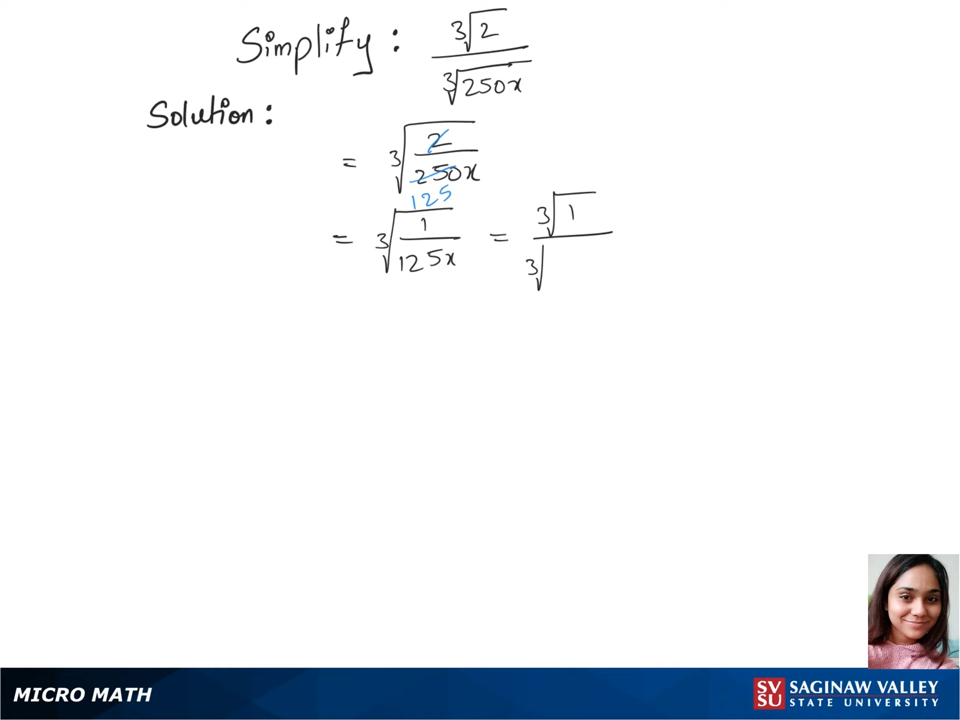 Simplify : ∛2 / ∛250x
Solution :
= ∛(2 / 250x)
125
= ∛(1 / 125x) = ∛1 / ∛
MICRO MATH
SV SU SAGINAW VALLEY
STATE UNIVERSITY